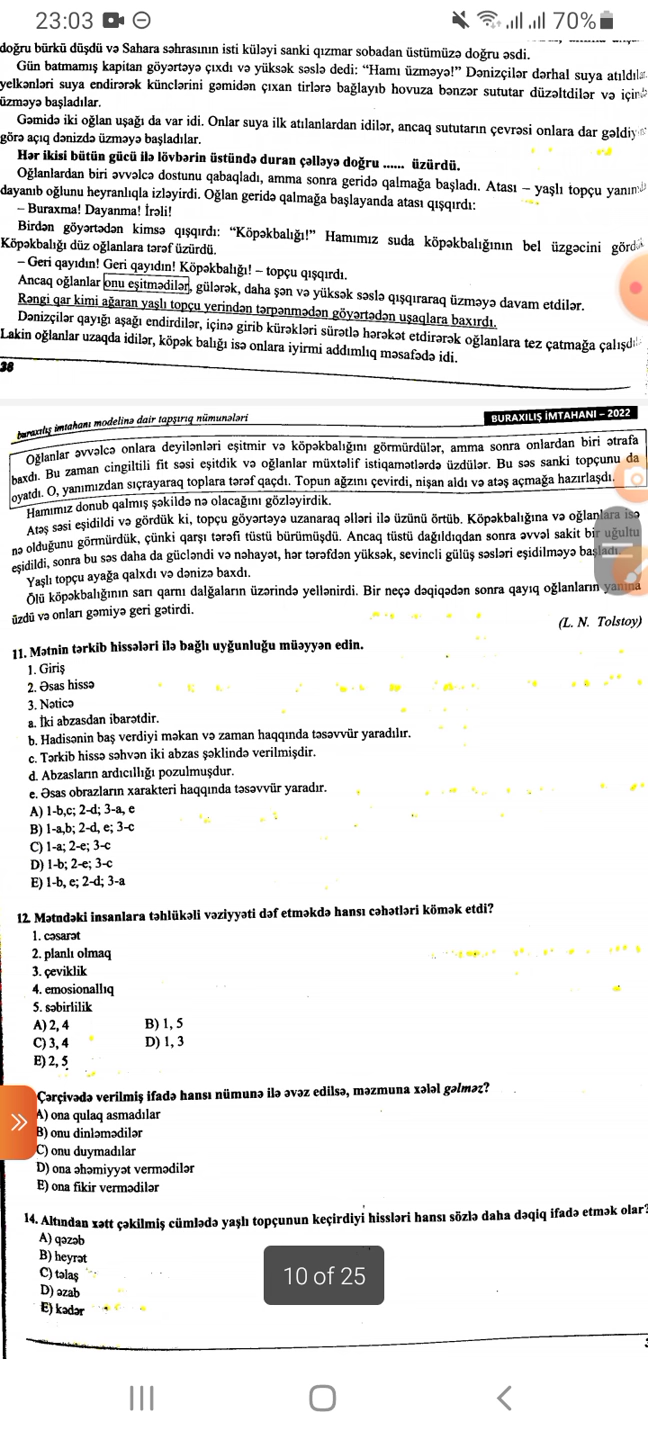 23:03
70%
doğru bürkü düşdü və Sahara səhrasının isti küləyi sanki qızmar sobadan üstümüzə doğru əsdi.
Gün batmamış kapitan göyərtəyə çıxdı və yüksək səslə dedi: “Hamı üzməyə!” Dənizçilər dərhal suya atıldıla
yelkənləri suya endirərək künclərini gəmidən çıxan tirlərə bağlayıb hovuza bənzər sututar düzəltdilər və için
üzməyə başladılar.
Gəmidə iki oğlan uşağı da var idi. Onlar suya ilk atılanlardan idilər, ancaq sututarın çevrəsi onlara dar gəldiy
görə açıq dənizdə üzməyə başladılar.
Hər ikisi bütün gücü ilə lövbərin üstündə duran çəlləyə doğru ...... üzürdü.
Oğlanlardan biri əvvəlcə dostunu qabaqladı, amma sonra geridə qalmağa başladı. Atası – yaşlı topçu yanım
dayanıb oğlunu heyranlıqla izləyirdi. Oğlan geridə qalmağa başlayanda atası qışqırdı:
– Buraxma! Dayanma! İrəli!
Birdən göyərtədən kimsə qışqırdı: “Köpəkbalığı!” Hamımız suda köpəkbalığının bel üzgəcini görd
Köpəkbalığı düz oğlanlara tərəf üzürdü.
– Geri qayıdın! Geri qayıdın! Köpəkbalığı! – topçu qışqırdı.
Ancaq oğlanlar onu eşitmədilər, gülərək, daha şən və yüksək səslə qışqıraraq üzməyə davam etdilər.
Rəngi qar kimi ağaran yaşlı topçu yerindən tərpənmədən göyərtədən uşaqlara baxırdı.
Dənizçilər qayığı aşağı endirdilər, içinə girib kürəkləri sürətlə hərəkət etdirərək oğlanlara tez çatmağa çalışdı
Lakin oğlanlar uzaqda idilər, köpək balığı isə onlara iyirmi addımlıq məsafədə idi.
38
buraxılış imtahanı modelinə dair tapşırıq nümunələri
BURAXILIŞ İMTAHANI – 2022
Oğlanlar əvvəlcə onlara deyilənləri eşitmir və köpəkbalığını görmürdülər, amma sonra onlardan biri ətrafa
baxdı. Bu zaman cingiltili fit səsi eşitdik və oğlanlar müxtəlif istiqamətlərdə üzdülər. Bu səs sanki topçunu da
oyatdı. O, yanımızdan sıçrayaraq toplara tərəf qaçdı. Topun ağzını çevirdi, nişan aldı və atəş açmağa hazırlaşdı.
Hamımız donub qalmış şəkildə nə olacağını gözləyirdik.
Atəş səsi eşidildi və gördük ki, topçu göyərtəyə uzanaraq əlləri ilə üzünü örtüb. Köpəkbalığına və oğlanlara isə
nə olduğunu görmürdük, çünki qarşı tərəfi tüstü bürümüşdü. Ancaq tüstü dağıldıqdan sonra əvvəl sakit bir uğultu
eşidildi, sonra bu səs daha da gücləndi və nəhayət, hər tərəfdən yüksək, sevincli gülüş səsləri eşidilməyə başladı.
Yaşlı topçu ayağa qalxdı və dənizə baxdı.
Ölü köpəkbalığının sarı qarnı dalğaların üzərində yellənirdi. Bir neçə dəqiqədən sonra qayıq oğlanların yanına
üzdü və onları gəmiyə geri gətirdi.
(L. N. Tolstoy)
11. Mətnin tərkib hissələri ilə bağlı uyğunluğu müəyyən edin.
1. Giriş
2. Əsas hissə
3. Nəticə
a. İki abzasdan ibarətdir.
b. Hadisənin baş verdiyi məkan və zaman haqqında təsəvvür yaradılır.
c. Tərkib hissə səhvən iki abzas şəklində verilmişdir.
d. Abzasların ardıcıllığı pozulmuşdur.
e. Əsas obrazların xarakteri haqqında təsəvvür yaradır.
A) 1-b,c; 2-d; 3-a, e
B) 1-a,b; 2-d, e; 3-c
C) 1-a; 2-e; 3-c
D) 1-b; 2-e; 3-c
E) 1-b, e; 2-d; 3-a
12. Mətndəki insanlara təhlükəli vəziyyəti dəf etməkdə hansı cəhətləri kömək etdi?
1. cəsarət
2. planlı olmaq
3. çeviklik
4. emosionallıq
5. səbirlilik
A) 2, 4 B) 1, 5
C) 3, 4 D) 1, 3
E) 2, 5
Çərçivədə verilmiş ifadə hansı nümunə ilə əvəz edilsə, məzmuna xələl gəlməz?
A) ona qulaq asmadılar
B) onu dinləmədilər
C) onu duymadılar
D) ona əhəmiyyət vermədilər
E) ona fikir vermədilər
14. Altından xətt çəkilmiş cümlədə yaşlı topçunun keçirdiyi hissləri hansı sözlə daha dəqiq ifadə etmək olar?
A) qəzəb
B) heyrət
C) təlaş
D) əzab
E) kədər
10 of 25